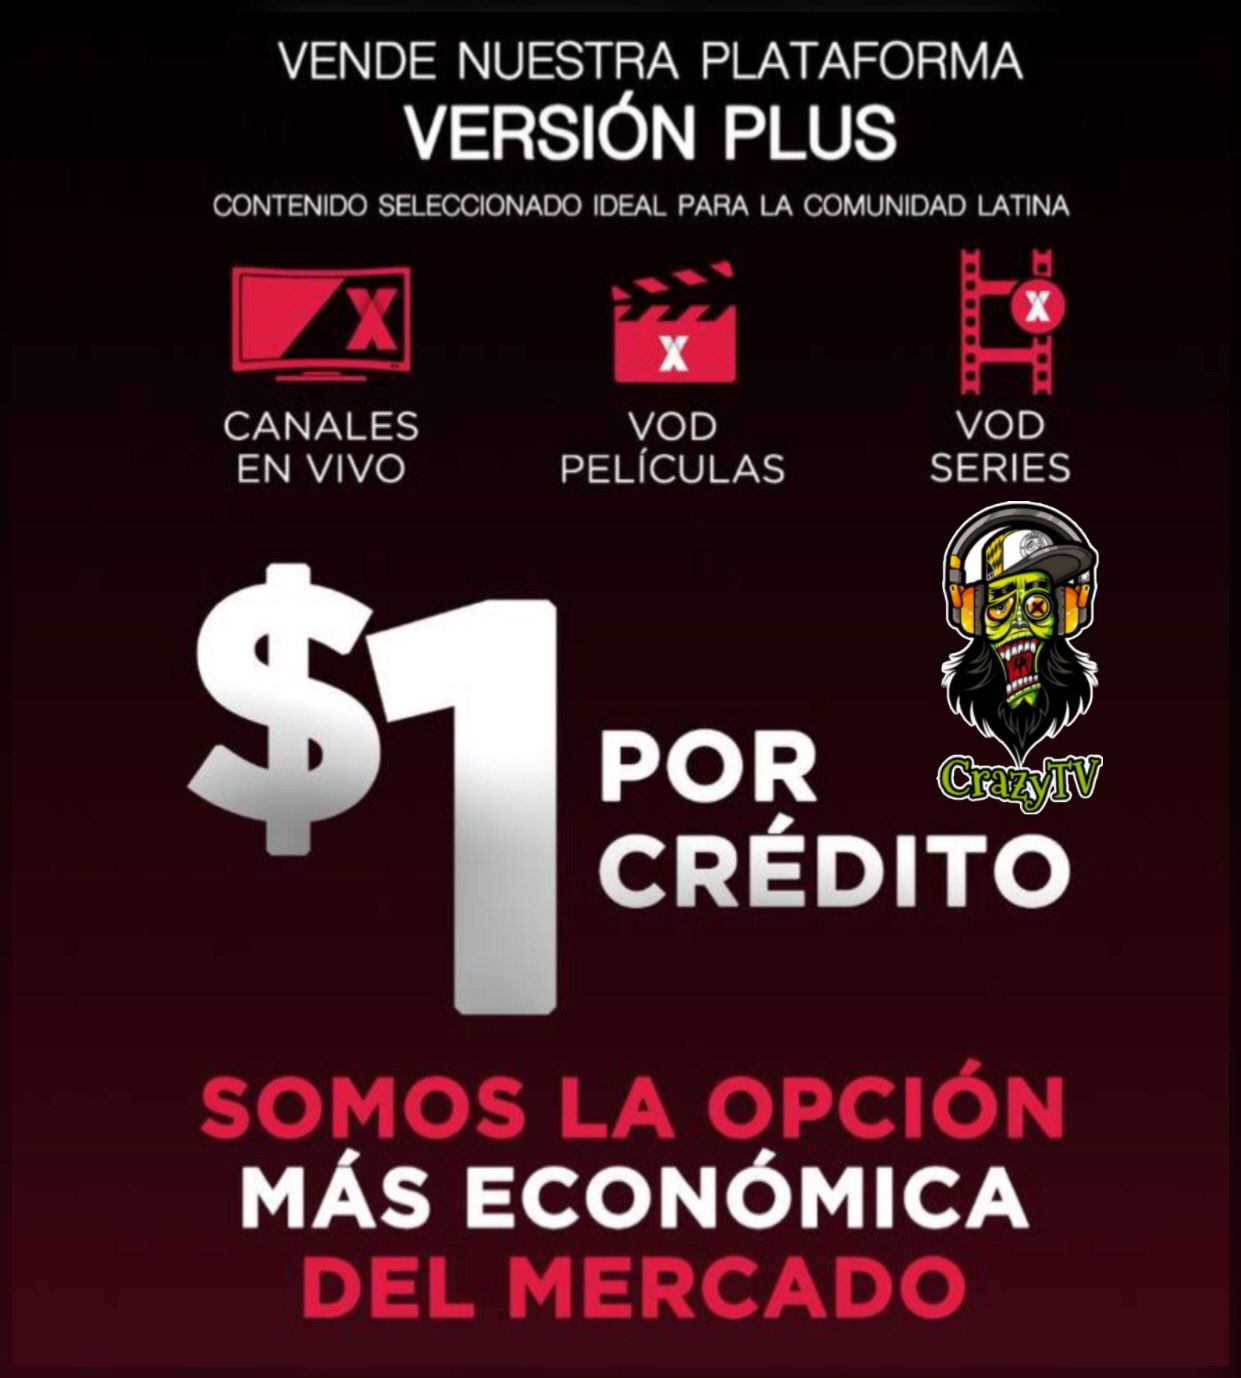 VENDE NUESTRA PLATAFORMA
VERSIÓN PLUS
CONTENIDO SELECCIONADO IDEAL PARA LA COMUNIDAD LATINA
X
X
X
CANALES
EN VIVO
VOD
PELÍCULAS
VOD
SERIES
$1
POR
CRÉDITO
CrazyTV
SOMOS LA OPCIÓN
MÁS ECONÓMICA
DEL MERCADO